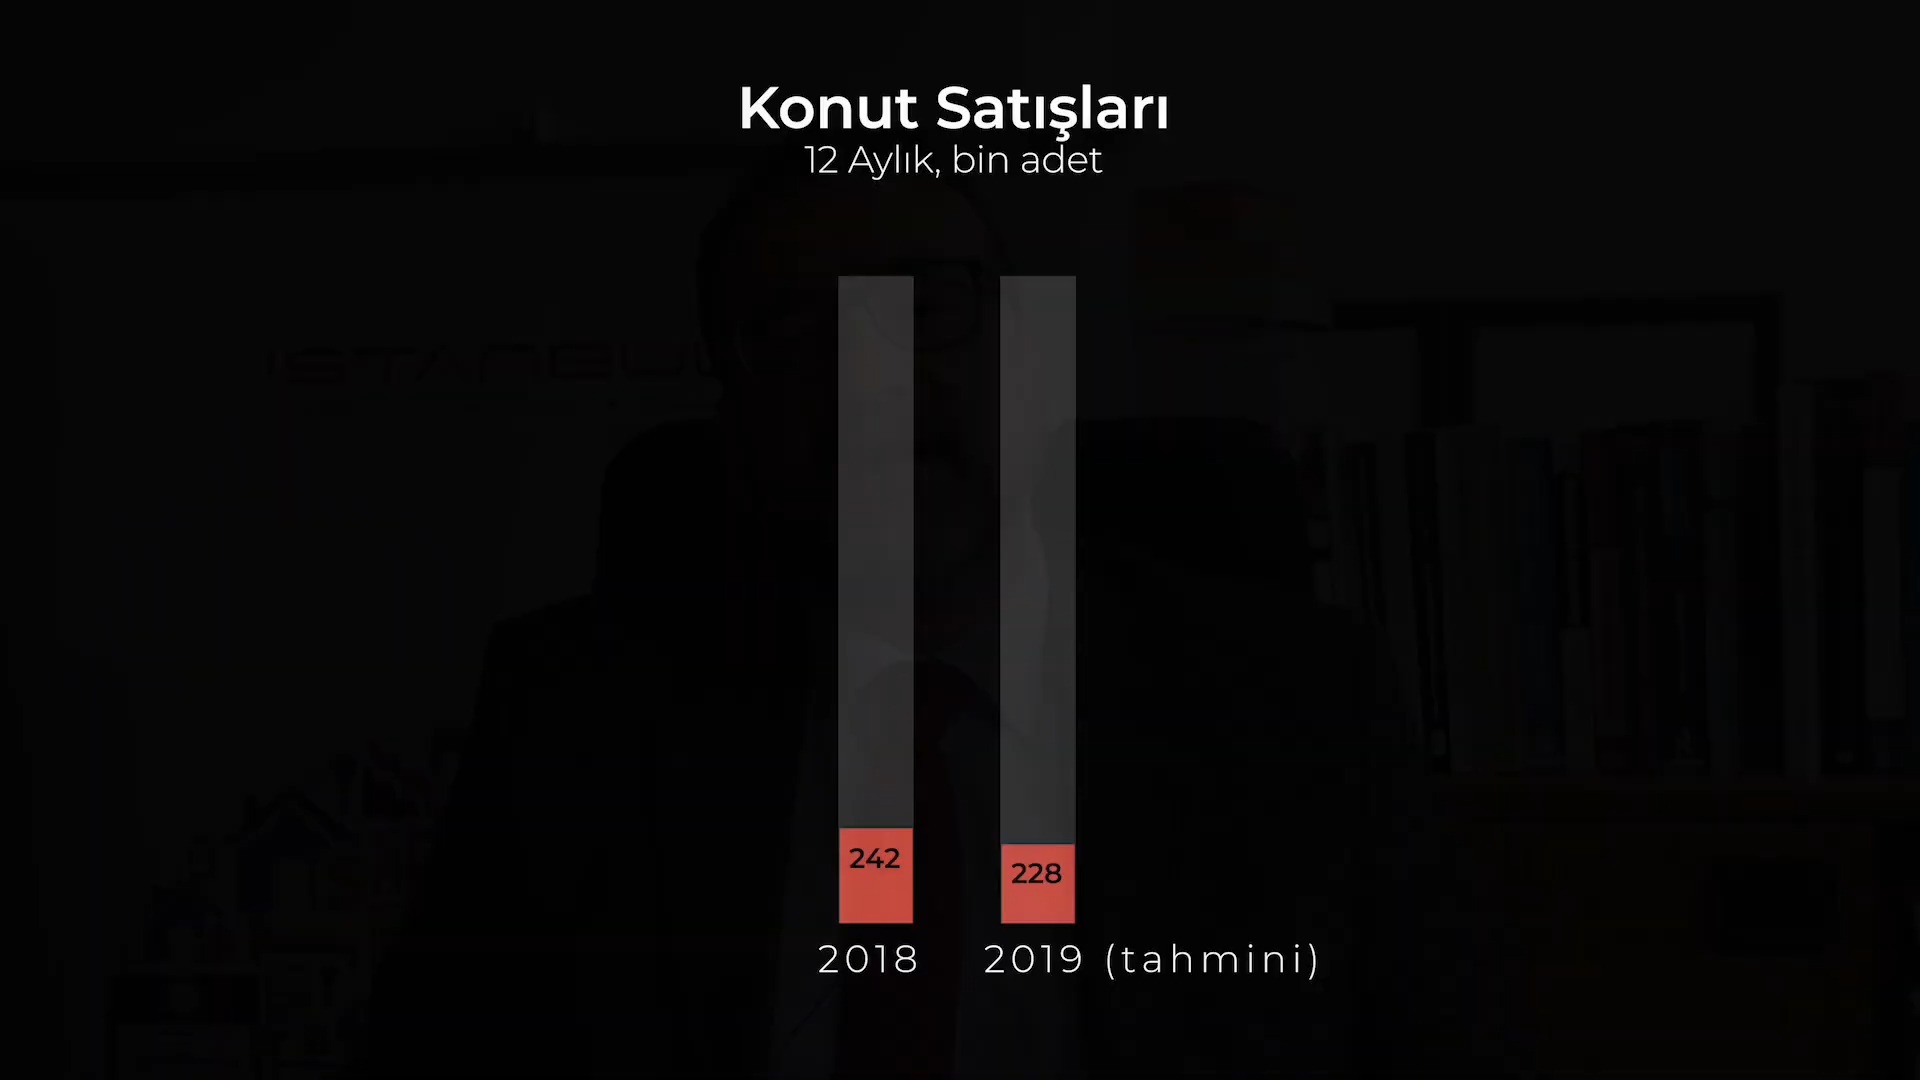 Konut Satışları
12 Aylık, bin adet
242
228
2018
2019 (tahmini)